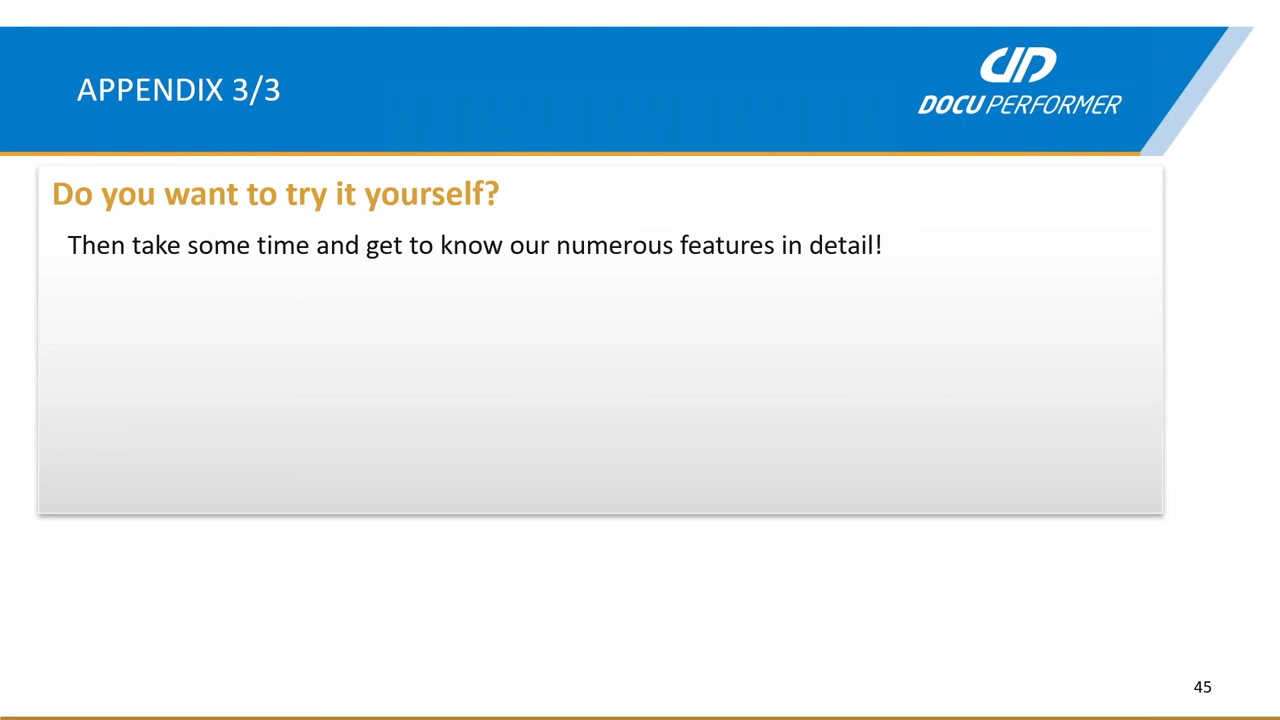 APPENDIX 3/3
DOCU PERFORMER
Do you want to try it yourself?
Then take some time and get to know our numerous features in detail!
45